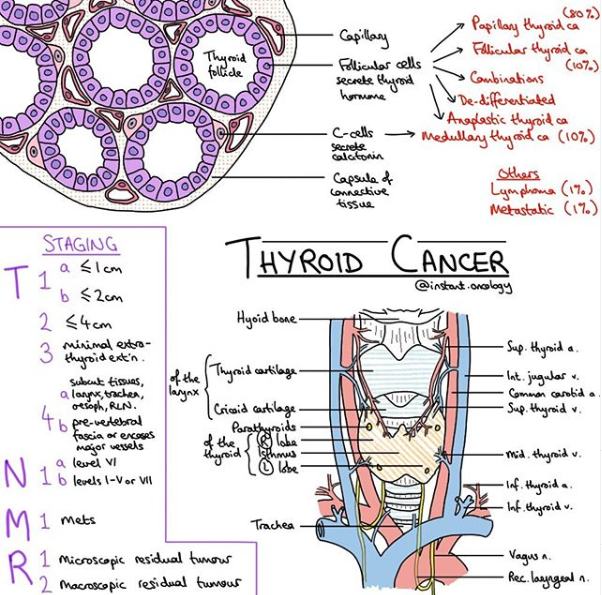 Capillary
Thyroid
follicle
Follicular cells
secrete thyroid
hormone
C-cells
secrete
calcitonin
Capsule of
connective
tissue
(80%)
Papillary thyroid ca
Follicular thyroid ca
(10%)
Combinations
De-differentiated
Anaplastic thyroid ca
Medullary thyroid ca (10%)
Others
Lymphoma (1%)
Metastatic (1%)
STAGING
T 1 a ≤1cm
b ≤2cm
2 ≤4cm
3 minimal extra-
thyroid ext'n.
4 a subcut tissues,
larynx, trachea,
oesoph, RLN.
b pre-vertebral
fascia or encases
major vessels
N 1 a level VI
b levels I-V or VII
M 1 mets
R 1 microscopic residual tumour
2 macroscopic residual tumour
THYROID CANCER
@instant.oncology
Hyoid bone
of the
larynx
Thyroid cartilage
Cricoid cartilage
Parathyroids
of the
thyroid
R lobe
Isthmus
L lobe
Trachea
Sup. thyroid a.
Int. jugular v.
Common carotid a.
Sup. thyroid v.
Mid. thyroid v.
Inf. thyroid a.
Inf. thyroid v.
Vagus n.
Rec. laryngeal n.